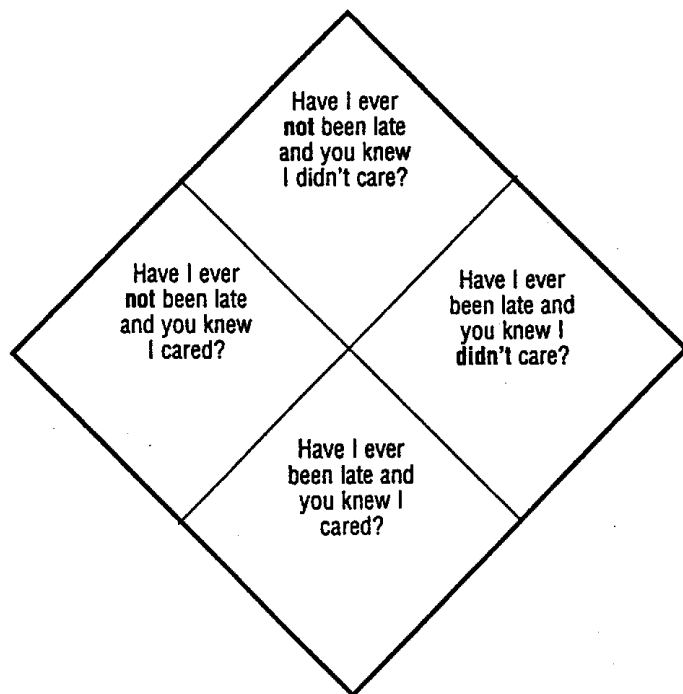 Have I ever
not been late
and you knew
I didn't care?
Have I ever
not been late
and you knew
I cared?
Have I ever
been late and
you knew I
didn't care?
Have I ever
been late and
you knew I
cared?